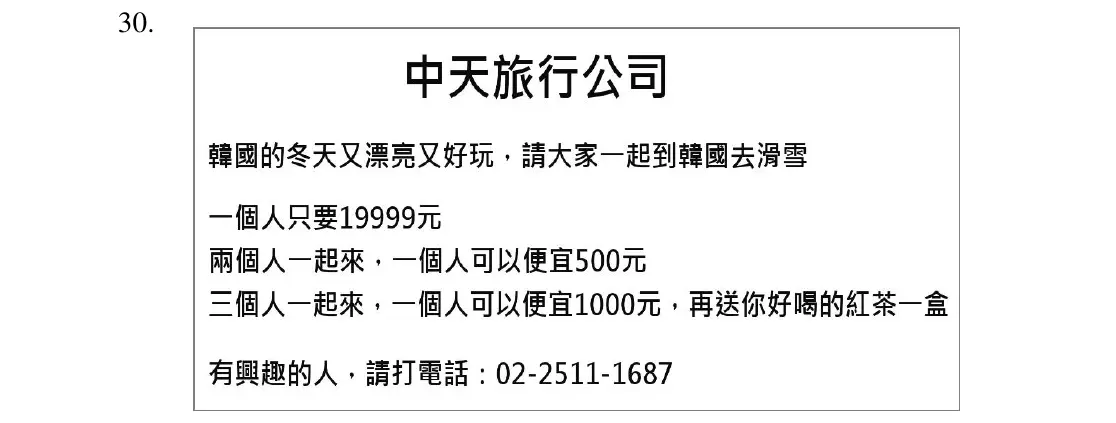 30.
中天旅行公司
韓國的冬天又漂亮又好玩，請大家一起到韓國去滑雪
一個人只要19999元
兩個人一起來，一個人可以便宜500元
三個人一起來，一個人可以便宜1000元，再送你好喝的紅茶一盒
有興趣的人，請打電話：02-2511-1687